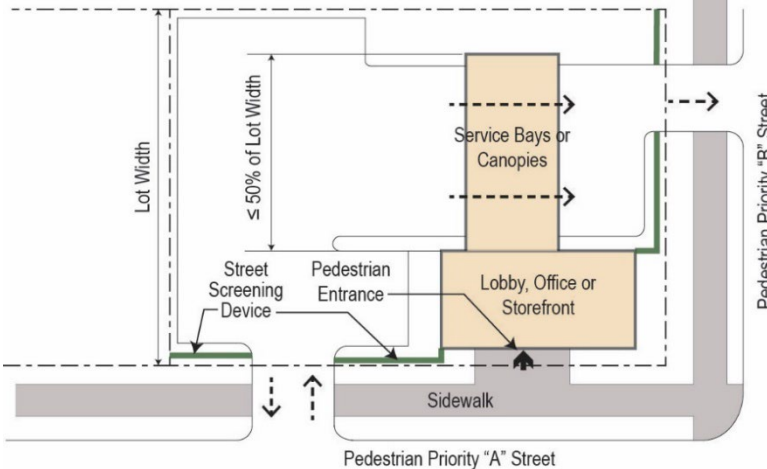 Lot Width
≤ 50% of Lot Width
Service Bays or
Canopies
Pedestrian Priority "B" Street
Street
Screening
Device
Pedestrian
Entrance
Lobby, Office or
Storefront
Sidewalk
Pedestrian Priority "A" Street